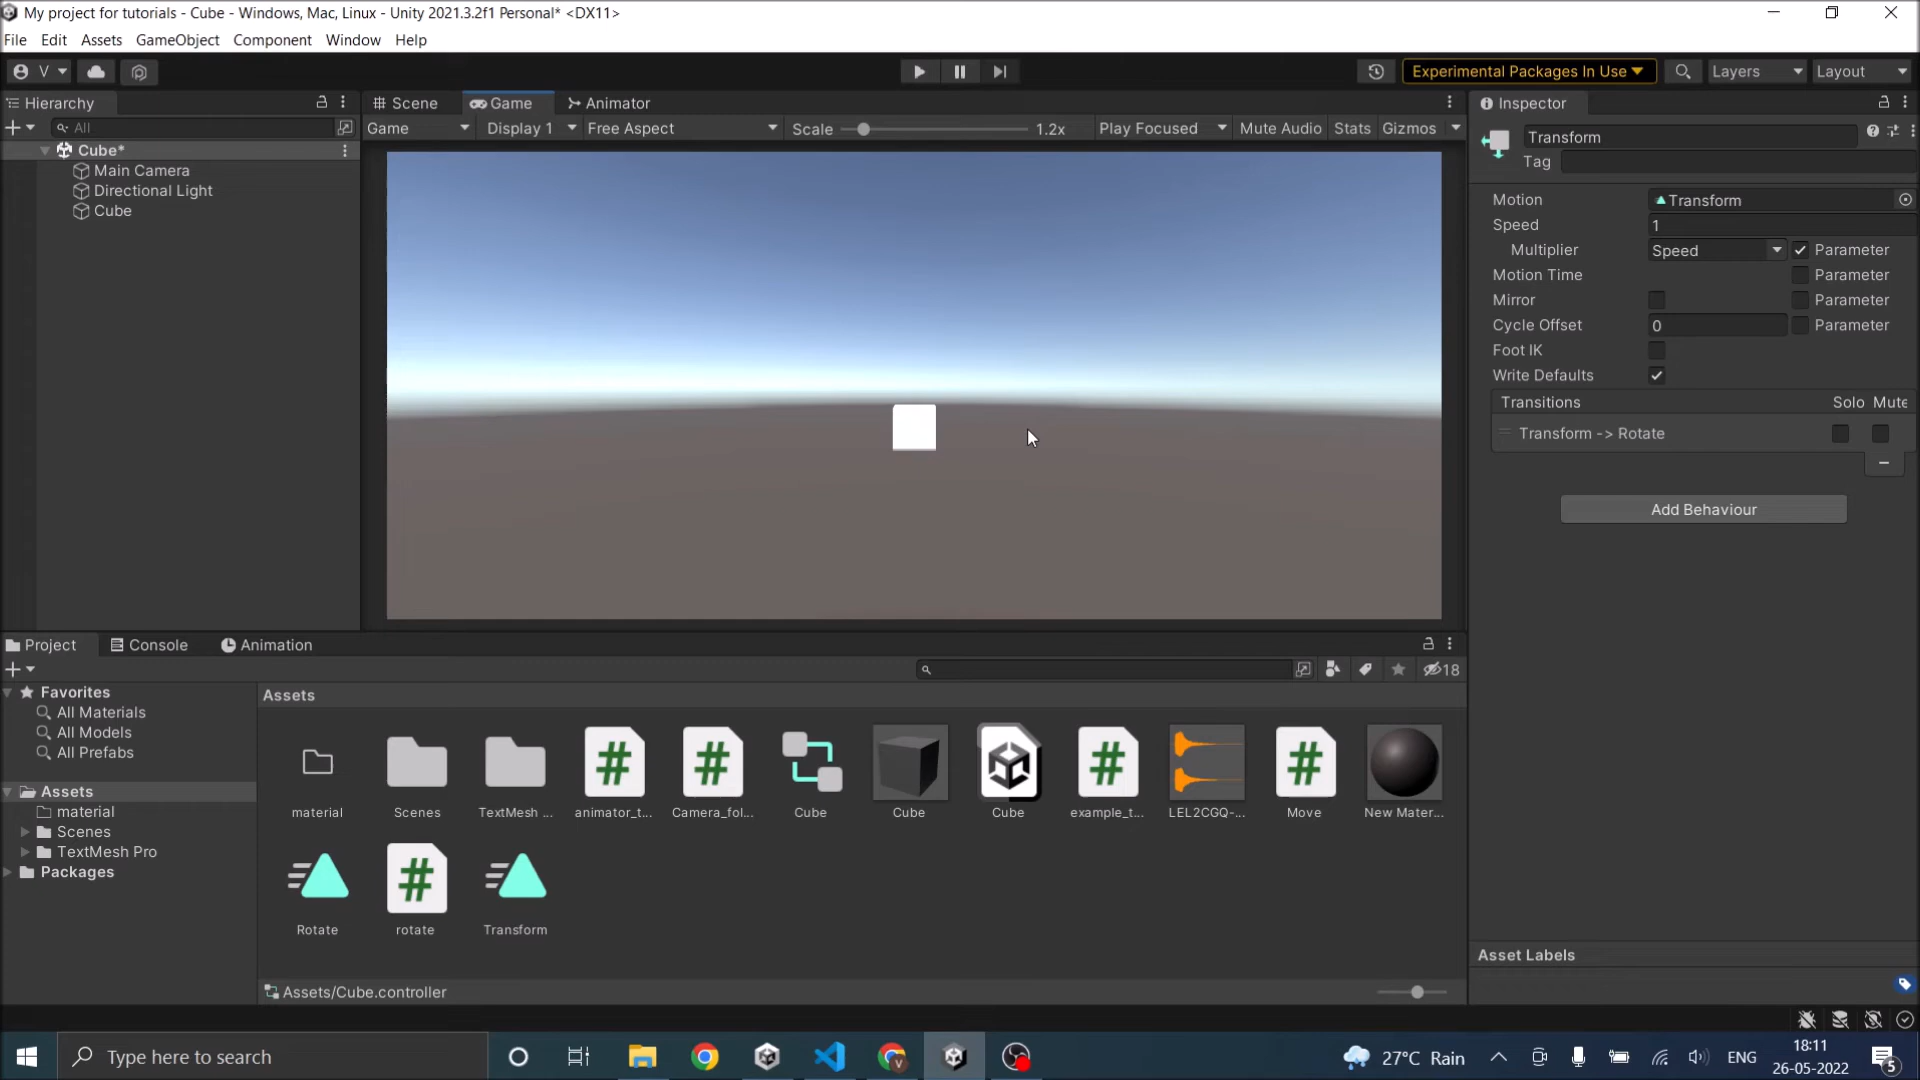 My project for tutorials - Cube - Windows, Mac, Linux - Unity 2021.3.2f1 Personal* <DX11>
File Edit Assets GameObject Component Window Help
V Experimental Packages In Use Layers Layout
Hierarchy Scene Game Animator Inspector
All Game Display 1 Free Aspect Scale 1.2x Play Focused Mute Audio Stats Gizmos
Cube*
Main Camera
Directional Light
Cube
Transform
Tag
Motion Transform
Speed 1
Multiplier Speed Parameter
Motion Time Parameter
Mirror Parameter
Cycle Offset 0 Parameter
Foot IK
Write Defaults
Transitions Solo Mute
Transform -> Rotate
Add Behaviour
Project Console Animation
18
Favorites
All Materials
All Models
All Prefabs
Assets
material
Scenes
TextMesh Pro
Packages
Assets
material Scenes TextMesh ... animator_t... Camera_fol... Cube Cube Cube example_t... LEL2CGQ-... Move New Mater...
Rotate rotate Transform
Assets/Cube.controller
Asset Labels
Type here to search
27°C Rain ENG 18:11
26-05-2022
5